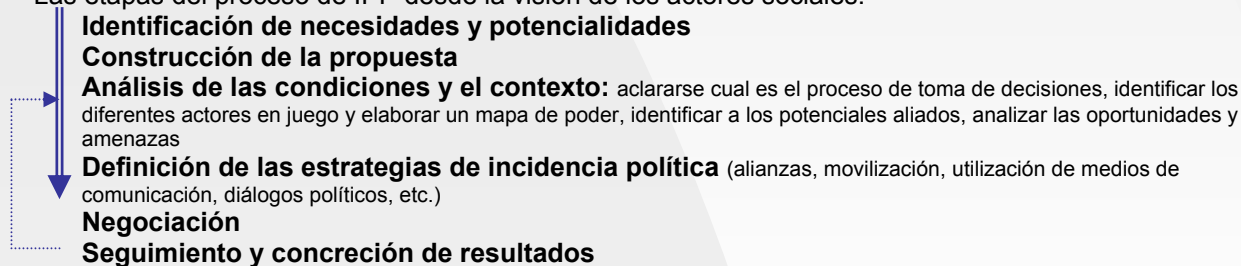 Las etapas del proceso de IPP desde la visión de los actores sociales:
Identificación de necesidades y potencialidades
Construcción de la propuesta
Análisis de las condiciones y el contexto: aclararse cual es el proceso de toma de decisiones, identificar los
diferentes actores en juego y elaborar un mapa de poder, identificar a los potenciales aliados, analizar las oportunidades y
amenazas
Definición de las estrategias de incidencia política (alianzas, movilización, utilización de medios de
comunicación, diálogos políticos, etc.)
Negociación
Seguimiento y concreción de resultados